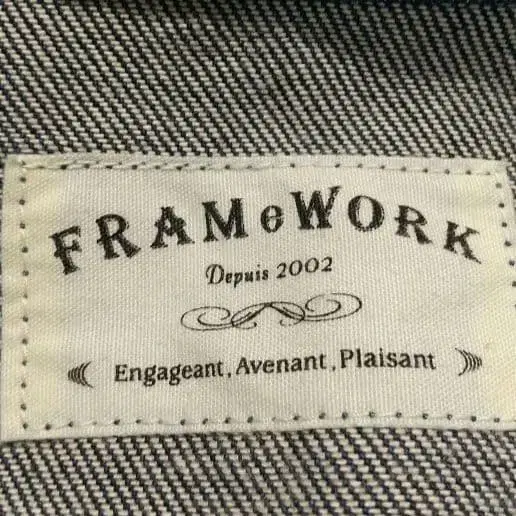 FRAMeWORK
Depuis 2002
Engageant, Avenant, Plaisant